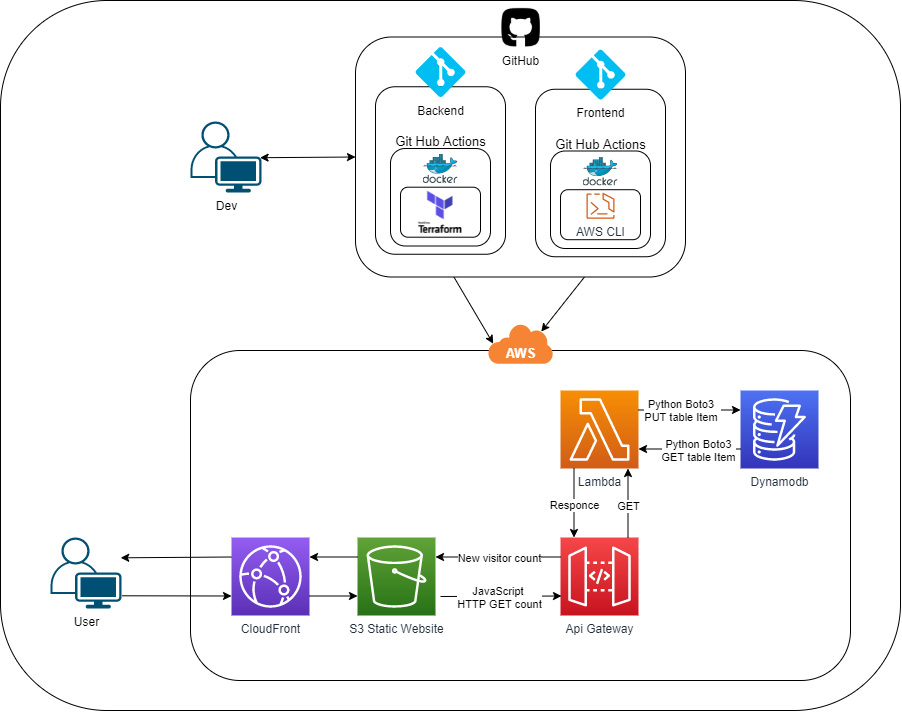 GitHub
Backend
Frontend
Git Hub Actions
Git Hub Actions
docker
docker
Terraform
AWS CLI
Dev
AWS
Python Boto3
PUT table Item
Python Boto3
GET table Item
Lambda
Dynamodb
Responce
GET
New visitor count
JavaScript
HTTP GET count
User
CloudFront
S3 Static Website
Api Gateway